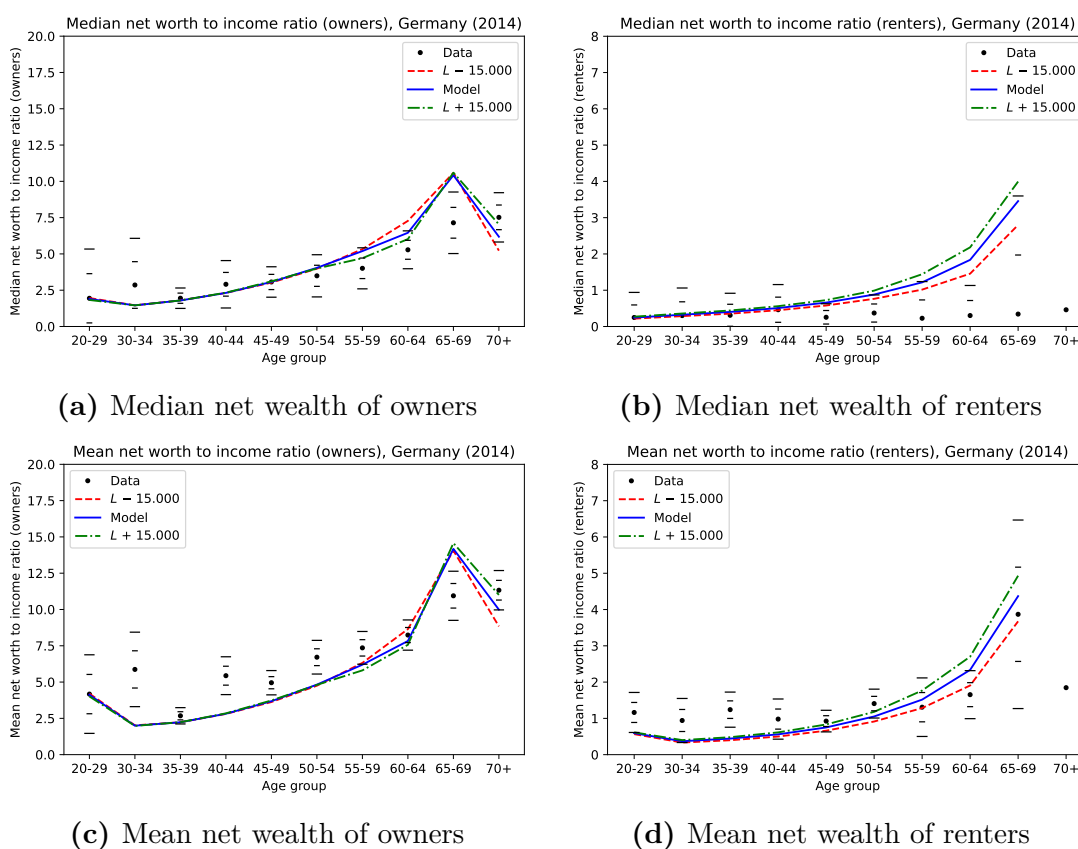 Median net worth to income ratio (owners), Germany (2014)
Median net worth to income ratio (owners)
20.0
17.5
15.0
12.5
10.0
7.5
5.0
2.5
0.0
Data
L − 15.000
Model
L + 15.000
20-29 30-34 35-39 40-44 45-49 50-54 55-59 60-64 65-69 70+
Age group
(a) Median net wealth of owners
Median net worth to income ratio (renters), Germany (2014)
Median net worth to income ratio (renters)
8
7
6
5
4
3
2
1
0
Data
L − 15.000
Model
L + 15.000
20-29 30-34 35-39 40-44 45-49 50-54 55-59 60-64 65-69 70+
Age group
(b) Median net wealth of renters
Mean net worth to income ratio (owners), Germany (2014)
Mean net worth to income ratio (owners)
20.0
17.5
15.0
12.5
10.0
7.5
5.0
2.5
0.0
Data
L − 15.000
Model
L + 15.000
20-29 30-34 35-39 40-44 45-49 50-54 55-59 60-64 65-69 70+
Age group
(c) Mean net wealth of owners
Mean net worth to income ratio (renters), Germany (2014)
Mean net worth to income ratio (renters)
8
7
6
5
4
3
2
1
0
Data
L − 15.000
Model
L + 15.000
20-29 30-34 35-39 40-44 45-49 50-54 55-59 60-64 65-69 70+
Age group
(d) Mean net wealth of renters